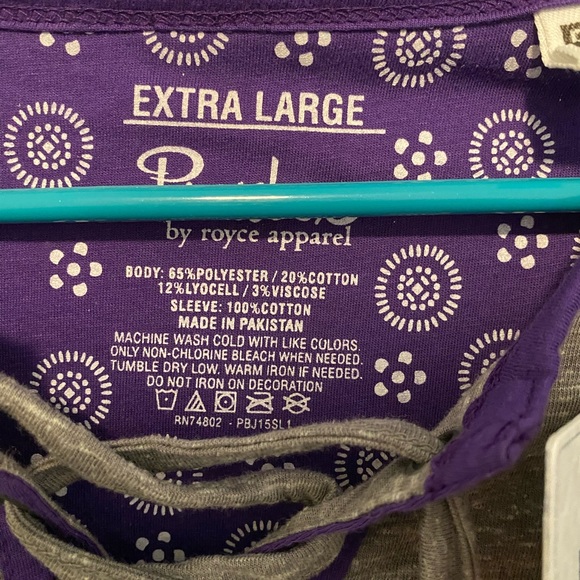 EXTRA LARGE
by royce apparel
BODY: 65%POLYESTER / 20%COTTON
12%LYOCELL / 3%VISCOSE
SLEEVE: 100%COTTON
MADE IN PAKISTAN
MACHINE WASH COLD WITH LIKE COLORS.
ONLY NON-CHLORINE BLEACH WHEN NEEDED.
TUMBLE DRY LOW. WARM IRON IF NEEDED.
DO NOT IRON ON DECORATION
RN74802 - PBJ15SL1